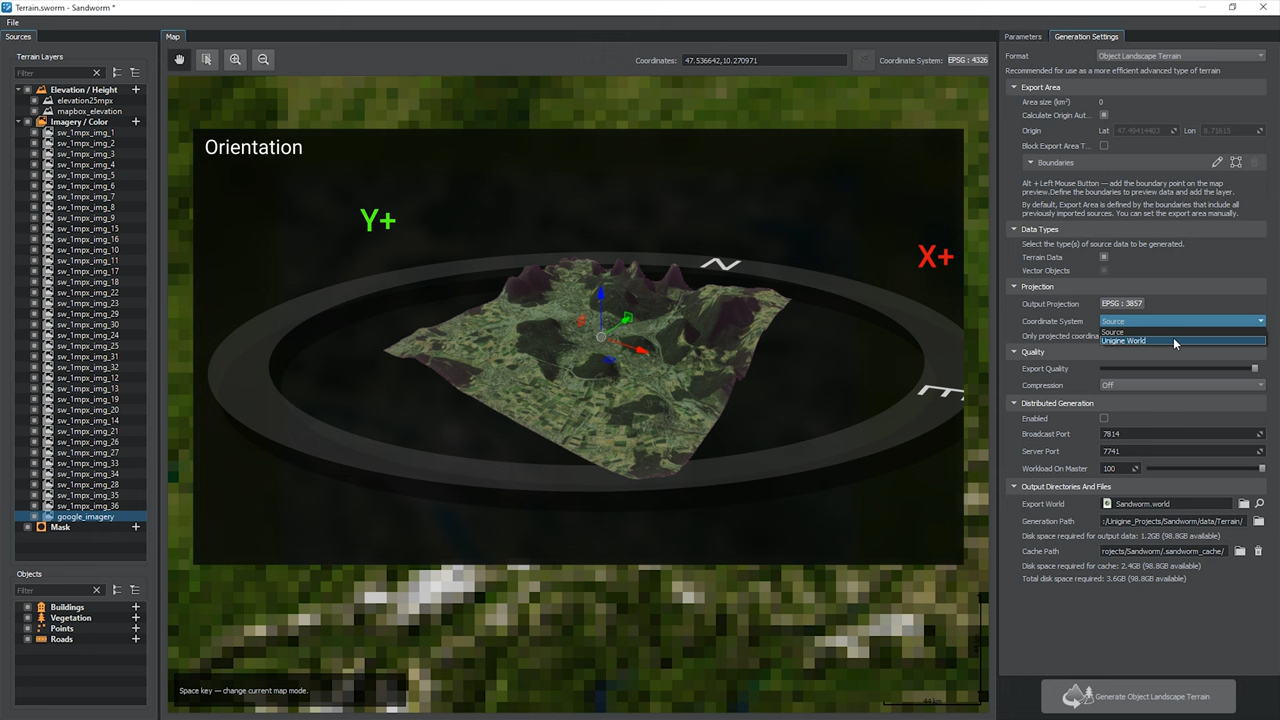 Terrain.sworm - Sandworm *
File
Sources
Terrain Layers
Filter
Elevation / Height
elevation25mpx
mapbox_elevation
Imagery / Color
sw_1mpx_img_1
sw_1mpx_img_2
sw_1mpx_img_3
sw_1mpx_img_4
sw_1mpx_img_5
sw_1mpx_img_6
sw_1mpx_img_7
sw_1mpx_img_8
sw_1mpx_img_9
sw_1mpx_img_15
sw_1mpx_img_16
sw_1mpx_img_10
sw_1mpx_img_11
sw_1mpx_img_17
sw_1mpx_img_18
sw_1mpx_img_22
sw_1mpx_img_23
sw_1mpx_img_29
sw_1mpx_img_30
sw_1mpx_img_24
sw_1mpx_img_25
sw_1mpx_img_31
sw_1mpx_img_32
sw_1mpx_img_12
sw_1mpx_img_13
sw_1mpx_img_19
sw_1mpx_img_20
sw_1mpx_img_14
sw_1mpx_img_21
sw_1mpx_img_26
sw_1mpx_img_27
sw_1mpx_img_33
sw_1mpx_img_34
sw_1mpx_img_28
sw_1mpx_img_35
sw_1mpx_img_36
google_imagery
Mask
Objects
Filter
Buildings
Vegetation
Points
Roads
Map
Coordinates: 47.536642,10.270971 Coordinate System: EPSG : 4326
Orientation
Y+
X+
N
E
Space key — change current map mode.
Parameters Generation Settings
Format Object Landscape Terrain
Recommended for use as a more efficient advanced type of terrain
Export Area
Area size (km²) 0
Calculate Origin Aut...
Origin Lat 47.49414403 Lon 8.71615
Block Export Area T...
Boundaries
Alt + Left Mouse Button — add the boundary point on the map
preview.Define the boundaries to preview data and add the layer.
By default, Export Area is defined by the boundaries that include all
previously imported sources. You can set the export area manually.
Data Types
Select the type(s) of source data to be generated.
Terrain Data
Vector Objects
Projection
Output Projection EPSG : 3857
Coordinate System Source
Source
Only projected coordina
Unigine World
Quality
Export Quality
Compression Off
Distributed Generation
Enabled
Broadcast Port 7814
Server Port 7741
Workload On Master 100
Output Directories And Files
Export World Sandworm.world
Generation Path :/Unigine_Projects/Sandworm/data/Terrain/
Disk space required for output data: 1.2GB (98.8GB available)
Cache Path rojects/Sandworm/.sandworm_cache/
Disk space required for cache: 2.4GB (98.8GB available)
Total disk space required: 3.6GB (98.8GB available)
Generate Object Landscape Terrain